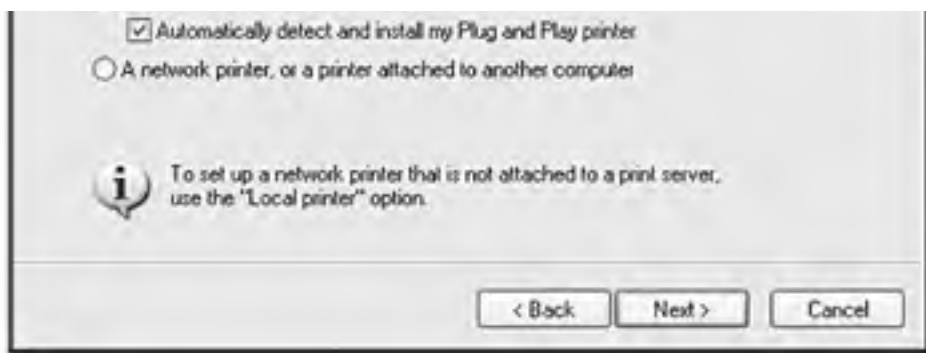 Automatically detect and install my Plug and Play printer
A network printer, or a printer attached to another computer
To set up a network printer that is not attached to a print server,
use the "Local printer" option.
< Back Next > Cancel